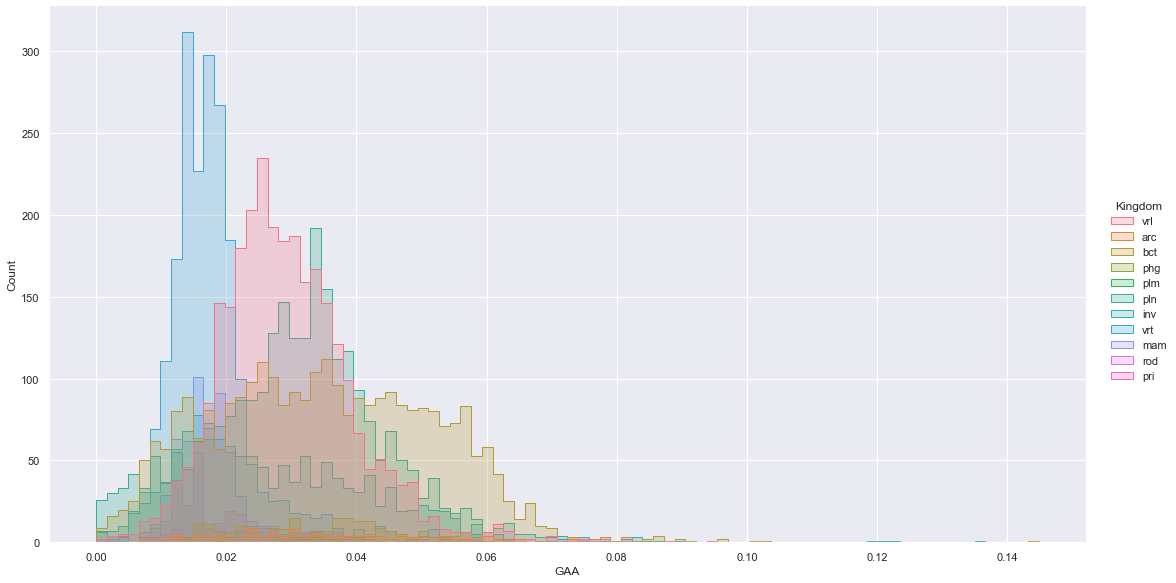 Count
300
250
200
150
100
50
0
0.00 0.02 0.04 0.06 0.08 0.10 0.12 0.14
GAA
Kingdom
vrl
arc
bct
phg
plm
pln
inv
vrt
mam
rod
pri